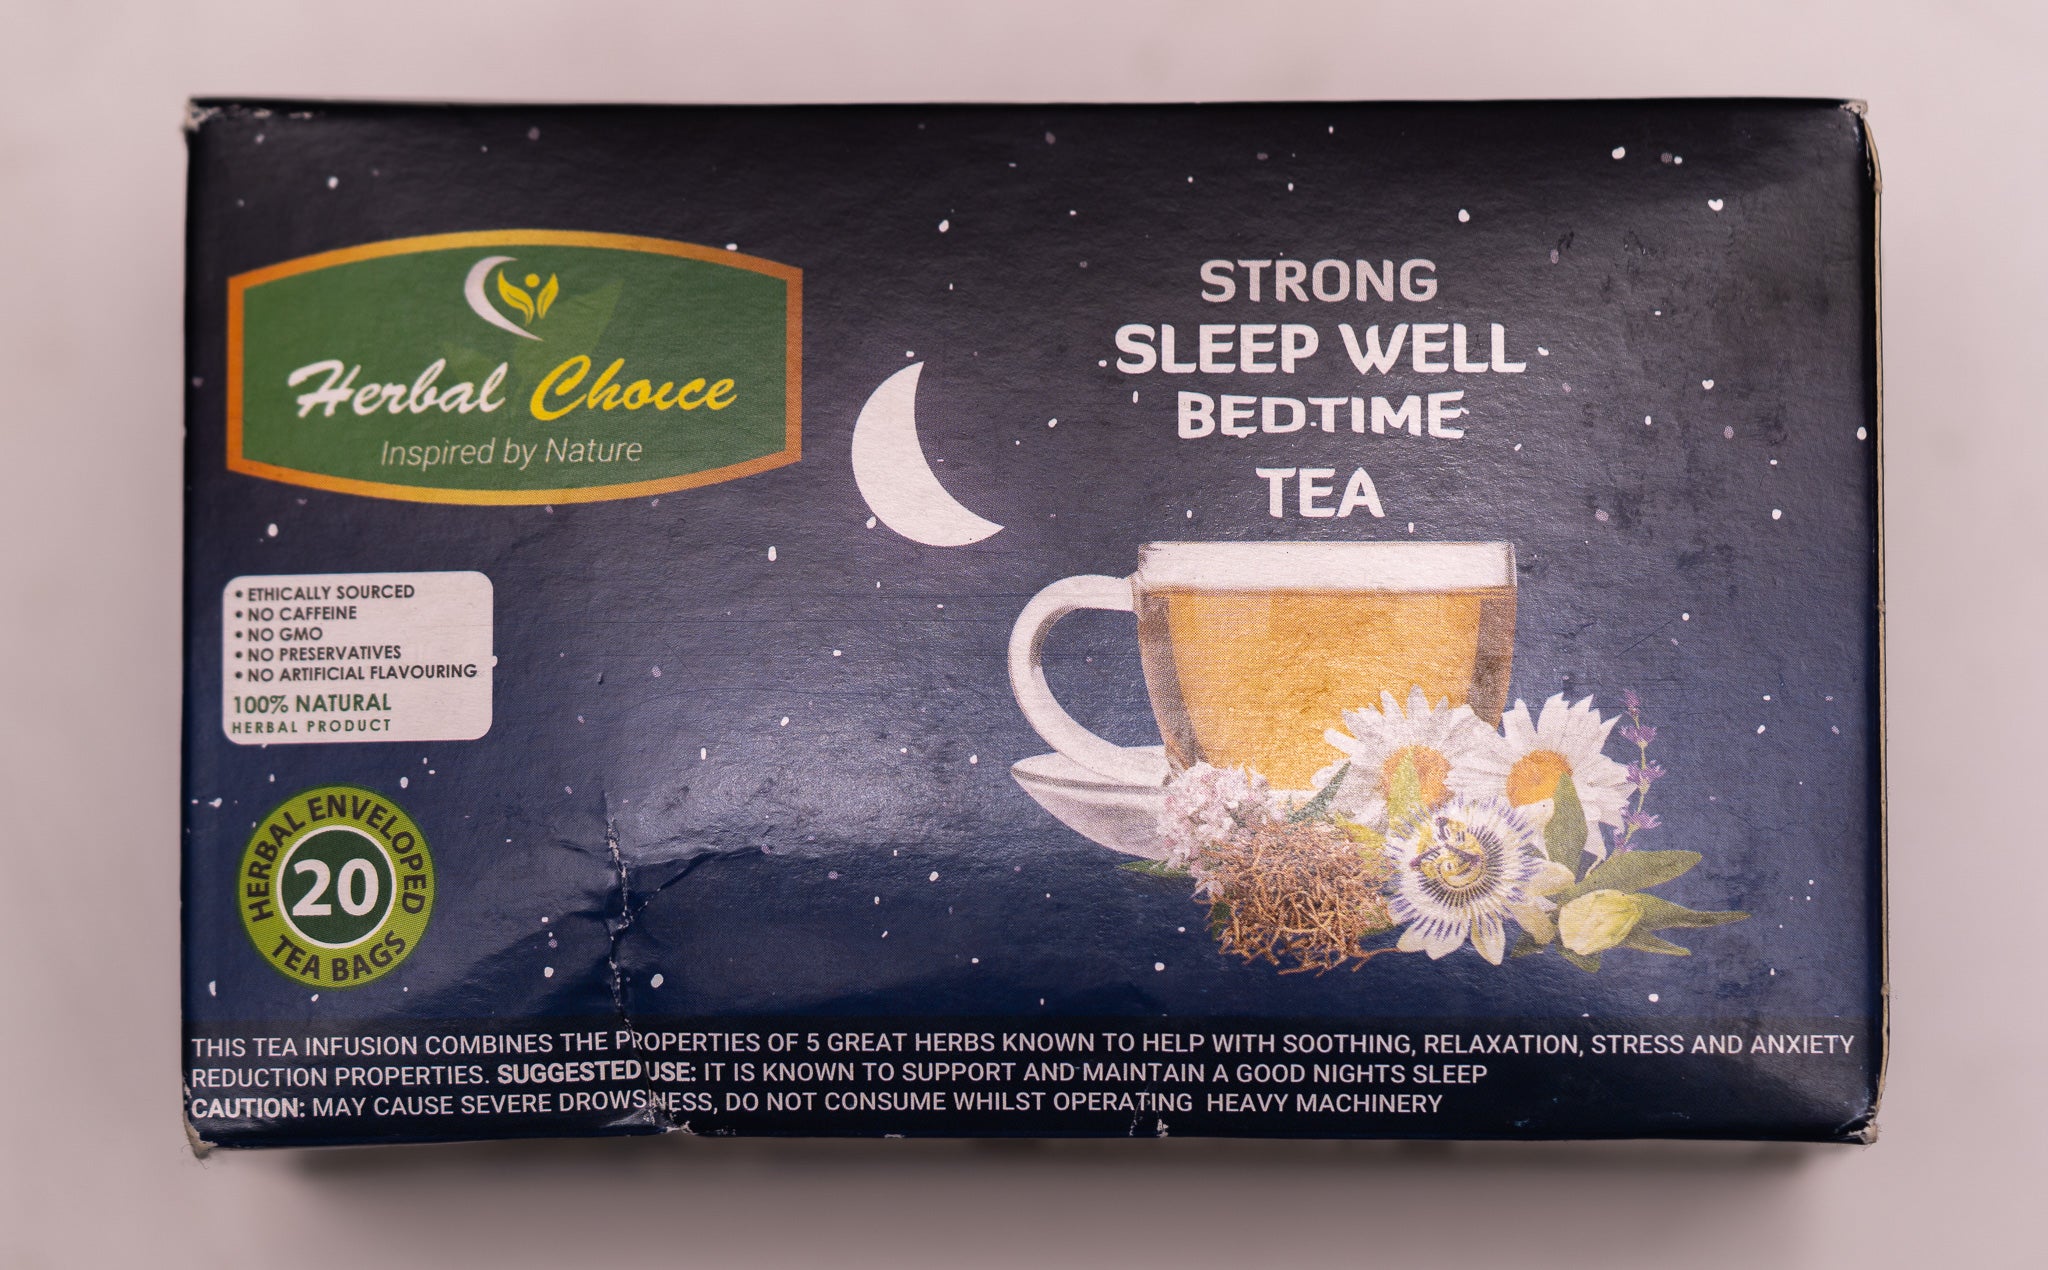 Herbal Choice
Inspired by Nature
STRONG
SLEEP WELL
BEDTIME
TEA
• ETHICALLY SOURCED
• NO CAFFEINE
• NO GMO
• NO PRESERVATIVES
• NO ARTIFICIAL FLAVOURING
100% NATURAL
HERBAL PRODUCT
HERBAL ENVELOPED
20
TEA BAGS
THIS TEA INFUSION COMBINES THE PROPERTIES OF 5 GREAT HERBS KNOWN TO HELP WITH SOOTHING, RELAXATION, STRESS AND ANXIETY
REDUCTION PROPERTIES. SUGGESTED USE: IT IS KNOWN TO SUPPORT AND MAINTAIN A GOOD NIGHTS SLEEP
CAUTION: MAY CAUSE SEVERE DROWSINESS, DO NOT CONSUME WHILST OPERATING HEAVY MACHINERY